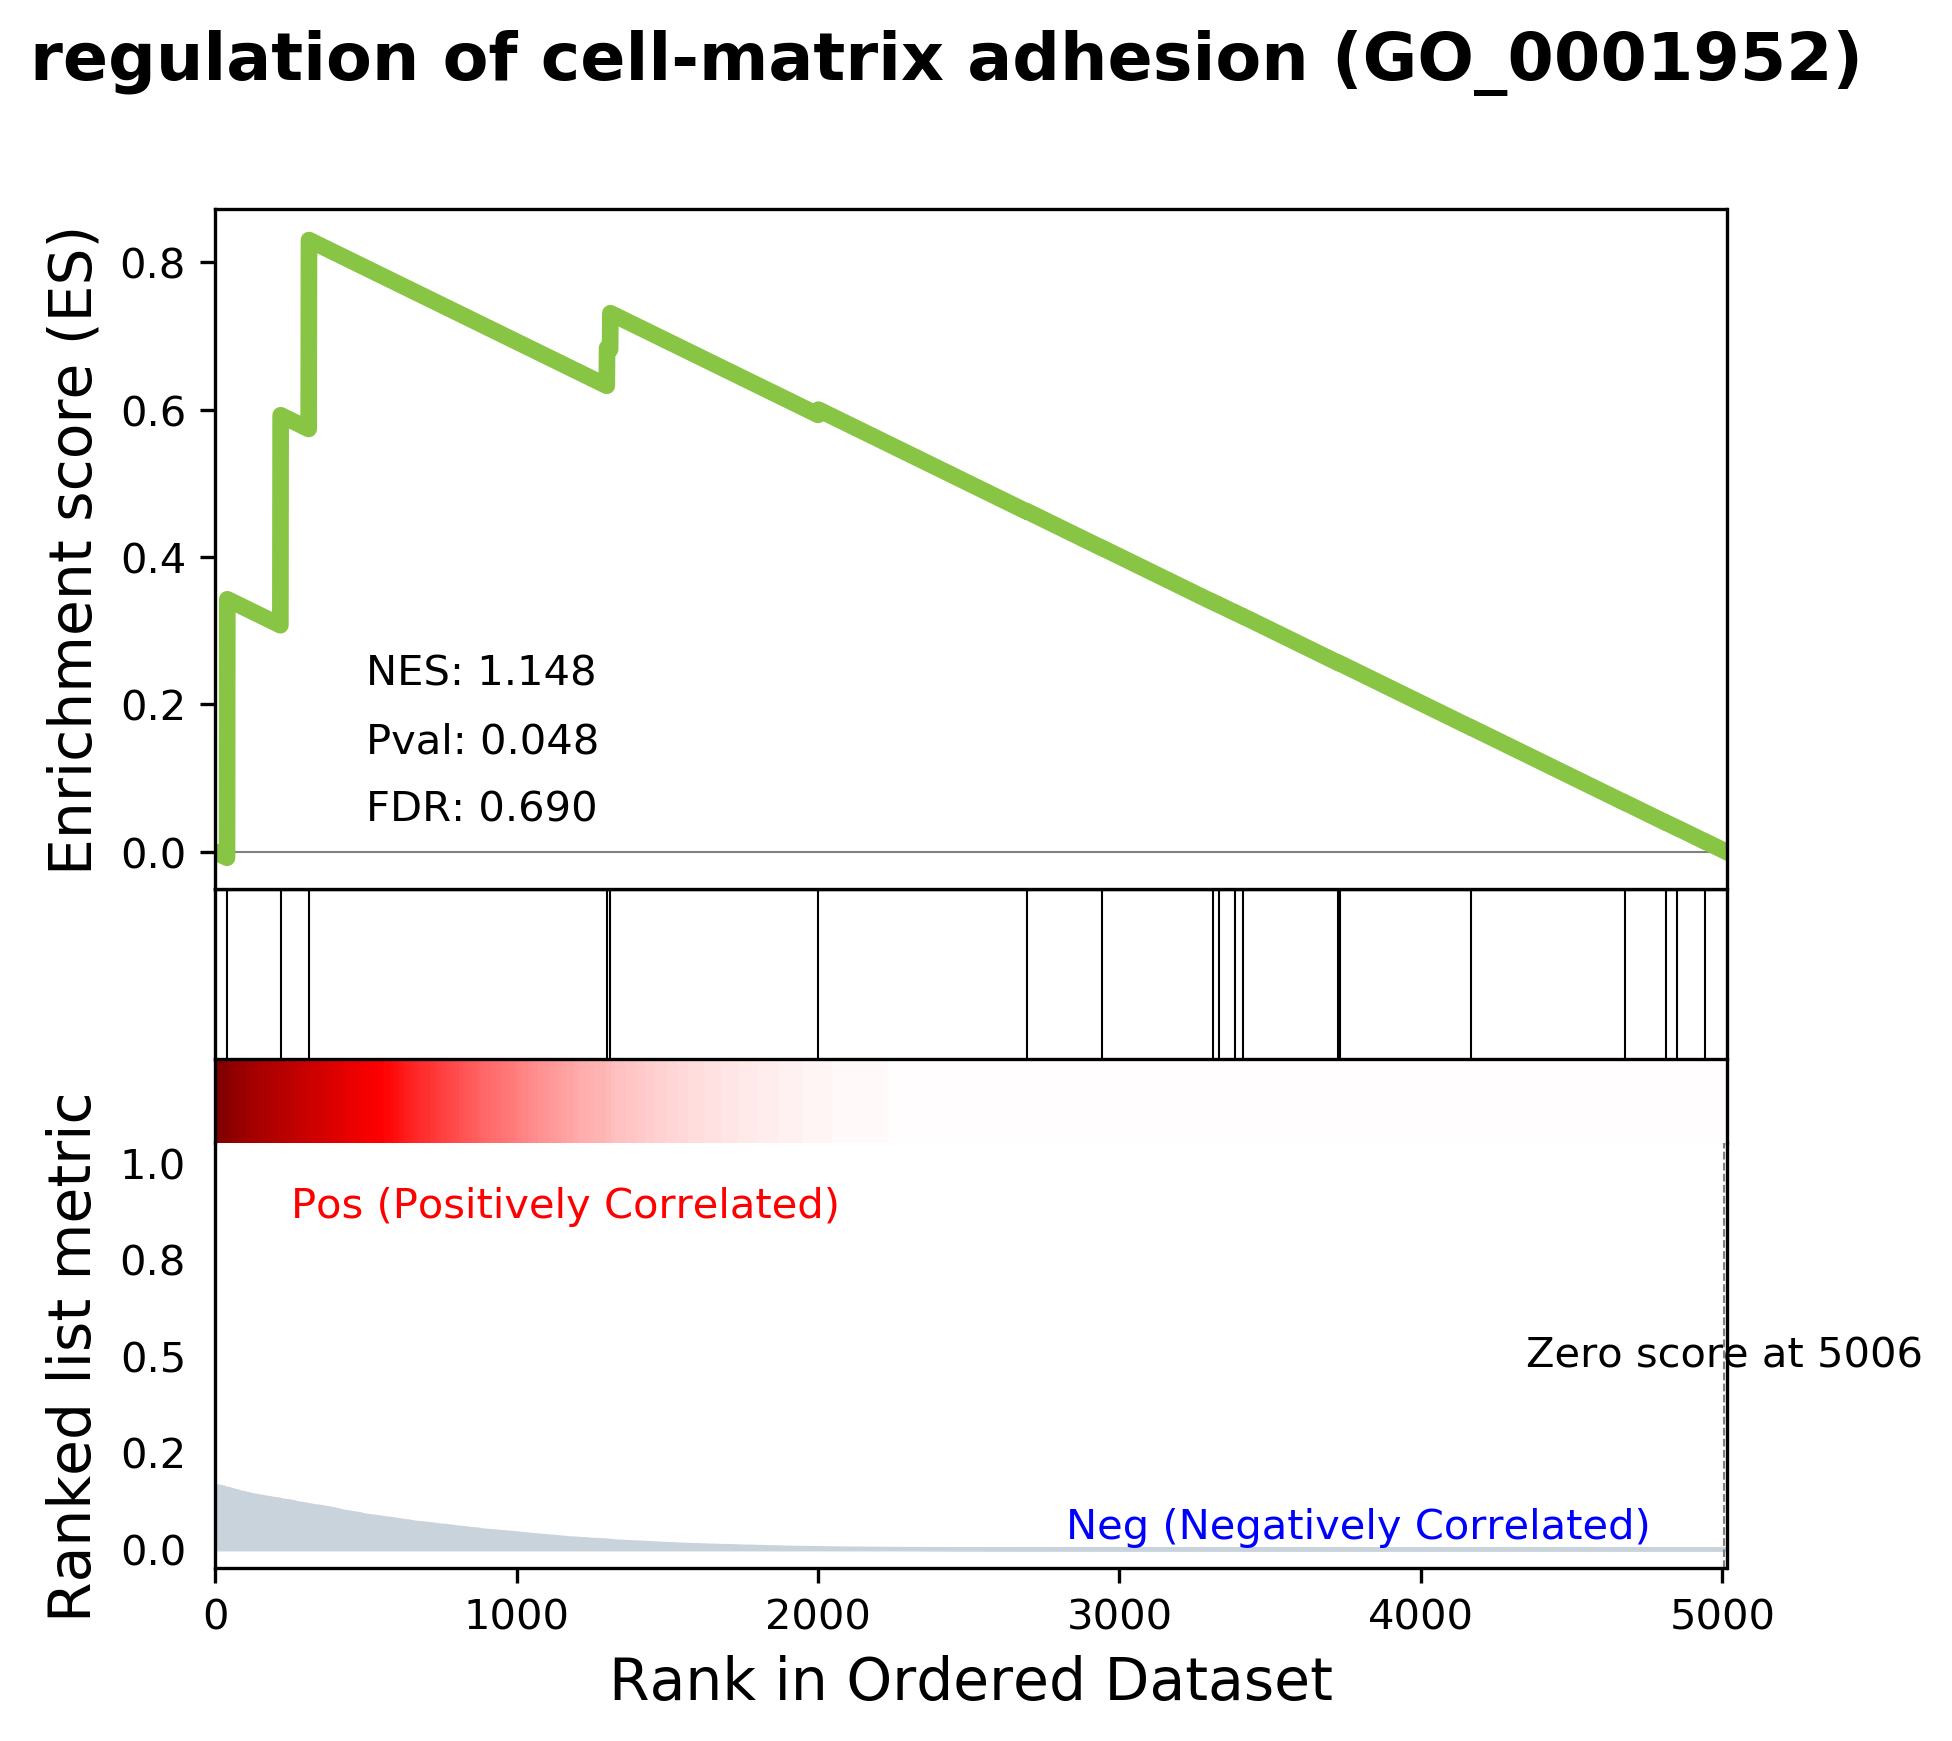 regulation of cell-matrix adhesion (GO_0001952)
Enrichment score (ES)
0.8
0.6
0.4
0.2
0.0
NES: 1.148
Pval: 0.048
FDR: 0.690
Ranked list metric
1.0
0.8
0.5
0.2
0.0
Pos (Positively Correlated)
Zero score at 5006
Neg (Negatively Correlated)
0 1000 2000 3000 4000 5000
Rank in Ordered Dataset